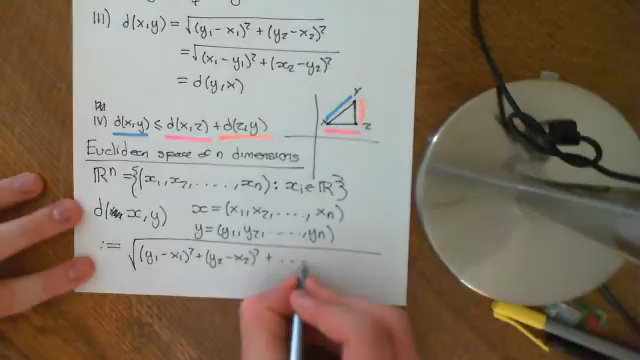 III) d(x,y) = √((y₁-x₁)² + (y₂-x₂)²)
= √((x₁-y₁)² + (x₂-y₂)²)
= d(y,x)
IV) d(x,y) ≤ d(x,z) + d(z,y)
x y z
Euclidean space of n dimensions
ℝⁿ = {(x₁, x₂, ...., xₙ) : xᵢ ∈ ℝ}
d(x,y) x = (x₁, x₂, ...., xₙ)
y = (y₁, y₂, ...., yₙ)
:= √((y₁-x₁)² + (y₂-x₂)² + ...